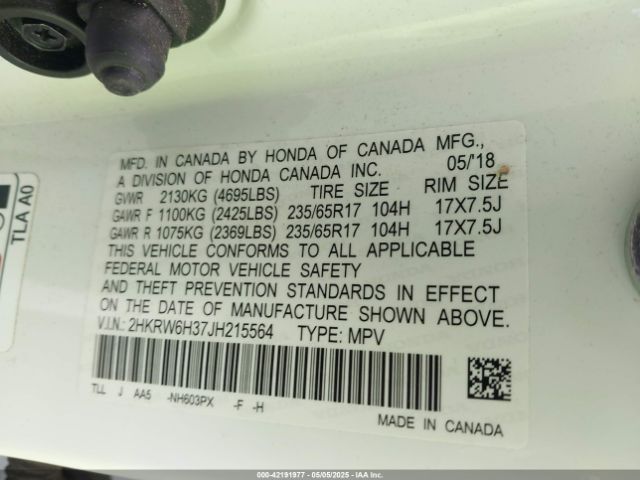 MFD. IN CANADA BY HONDA OF CANADA MFG.,
A DIVISION OF HONDA CANADA INC. 05/'18
GVWR 2130KG (4695LBS) TIRE SIZE RIM SIZE
GAWR F 1100KG (2425LBS) 235/65R17 104H 17X7.5J
GAWR R 1075KG (2369LBS) 235/65R17 104H 17X7.5J
THIS VEHICLE CONFORMS TO ALL APPLICABLE
FEDERAL MOTOR VEHICLE SAFETY
AND THEFT PREVENTION STANDARDS IN EFFECT
ON THE DATE OF MANUFACTURE SHOWN ABOVE.
V.I.N.: 2HKRW6H37JH215564 TYPE: MPV
TLL J AA5 -NH603PX -F -H
MADE IN CANADA
TLA A0
000-42191977 - 05/05/2025 - IAA, Inc.